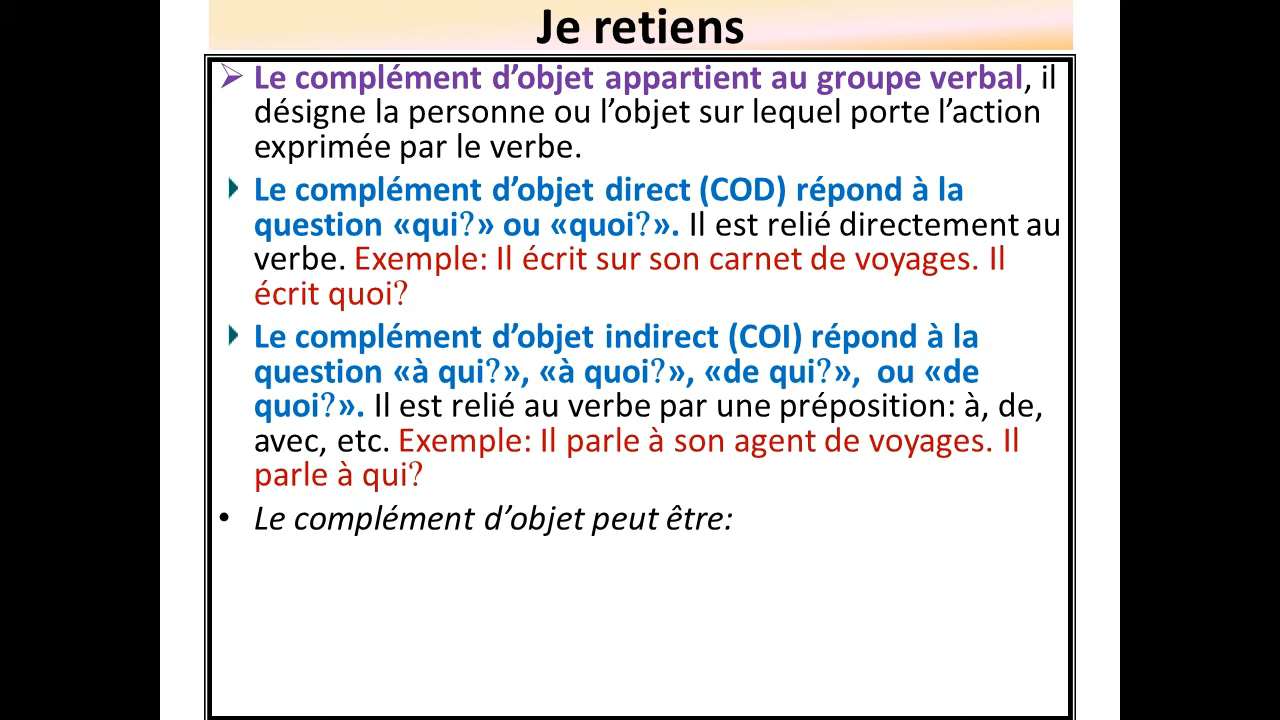 Je retiens
➢ Le complément d’objet appartient au groupe verbal, il
désigne la personne ou l’objet sur lequel porte l’action
exprimée par le verbe.
Le complément d’objet direct (COD) répond à la
question «qui?» ou «quoi?». Il est relié directement au
verbe. Exemple: Il écrit sur son carnet de voyages. Il
écrit quoi?
Le complément d’objet indirect (COI) répond à la
question «à qui?», «à quoi?», «de qui?», ou «de
quoi?». Il est relié au verbe par une préposition: à, de,
avec, etc. Exemple: Il parle à son agent de voyages. Il
parle à qui?
• Le complément d’objet peut être: